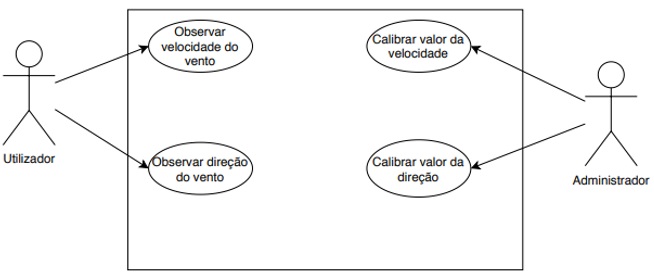 Observar
velocidade do
vento
Calibrar valor da
velocidade
Utilizador
Observar direção
do vento
Calibrar valor da
direção
Administrador